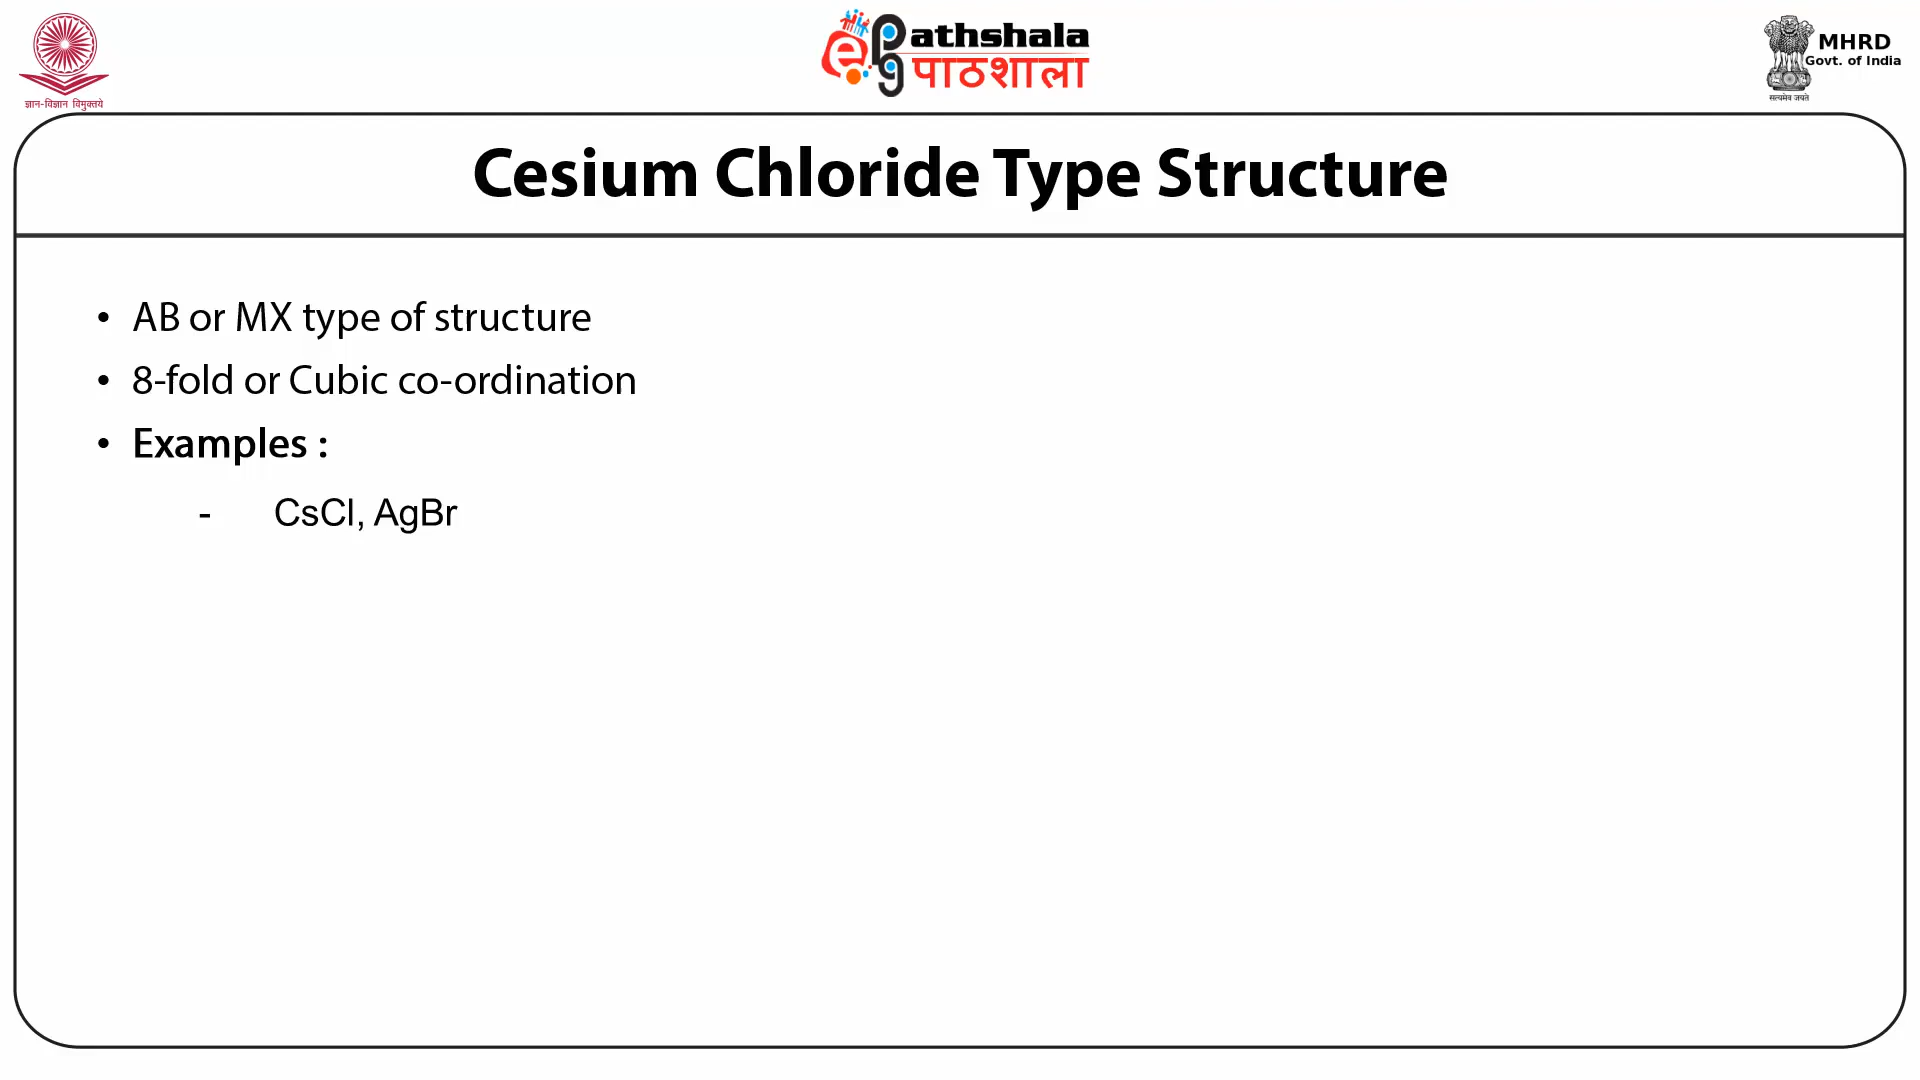 ज्ञान-विज्ञान विमुक्तये
e
pg
athshala
पाठशाला
MHRD
Govt. of India
सत्यमेव जयते
Cesium Chloride Type Structure
• AB or MX type of structure
• 8-fold or Cubic co-ordination
• Examples :
- CsCl, AgBr